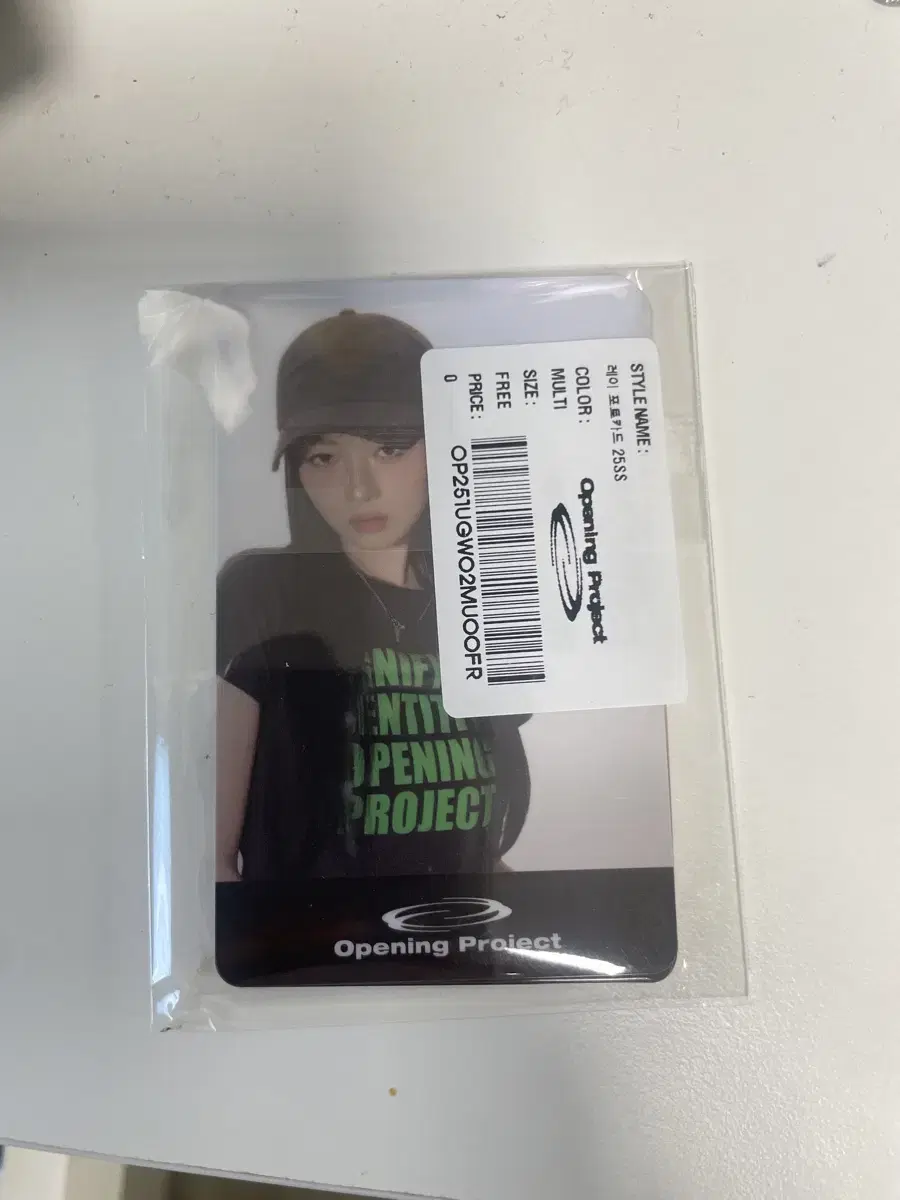 STYLE NAME:
레이 포토카드 25SS
COLOR:
MULTI
SIZE:
FREE
PRICE:
0
OP251UGW02MU00FR
Opening Project
OPENING
PROJECT
Opening Project